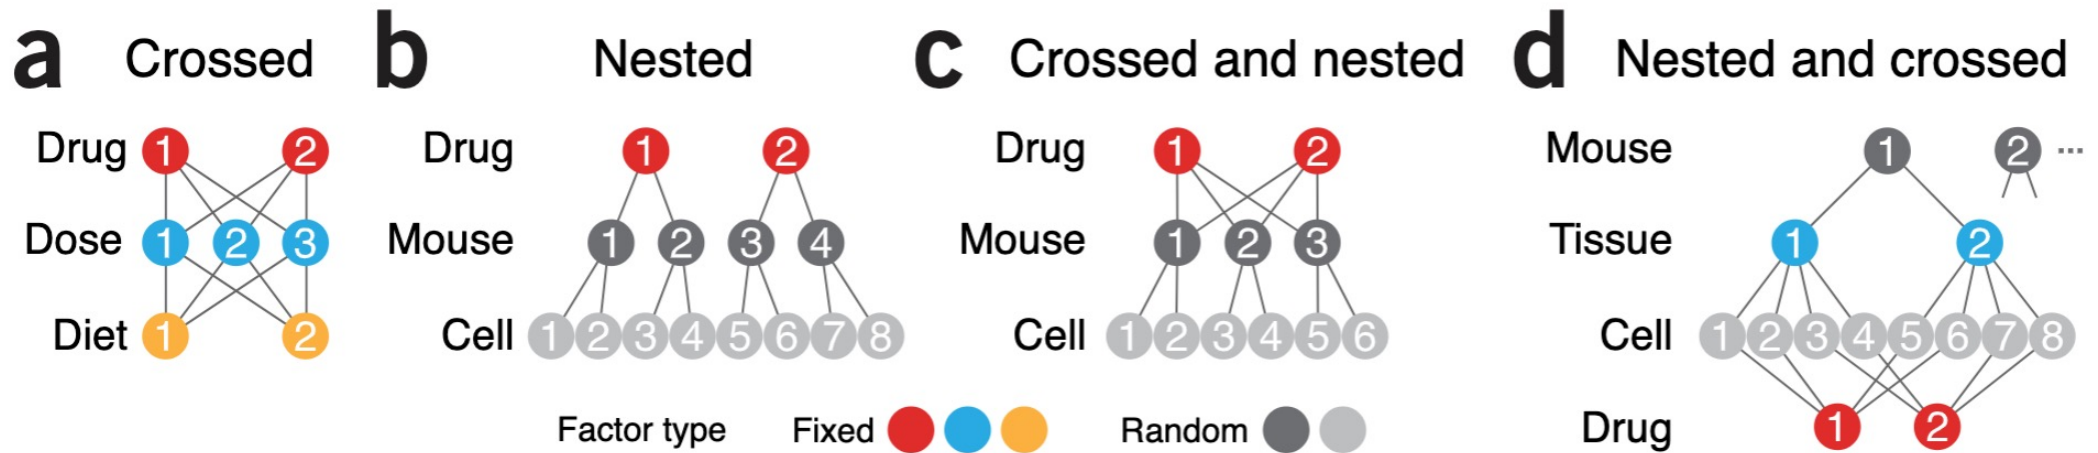 a Crossed
Drug 1 2
Dose 1 2 3
Diet 1 2
b Nested
Drug 1 2
Mouse 1 2 3 4
Cell 1 2 3 4 5 6 7 8
c Crossed and nested
Drug 1 2
Mouse 1 2 3
Cell 1 2 3 4 5 6
d Nested and crossed
Mouse 1 2 ...
Tissue 1 2
Cell 1 2 3 4 5 6 7 8
Drug 1 2
Factor type Fixed Random